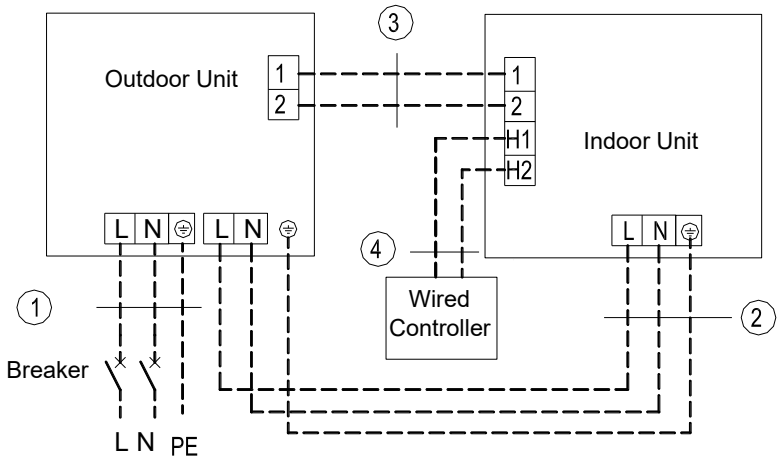 3
Outdoor Unit
1
2
1
2
H1
H2
Indoor Unit
L N
L N
L N
4
1
2
Wired
Controller
Breaker
L N PE